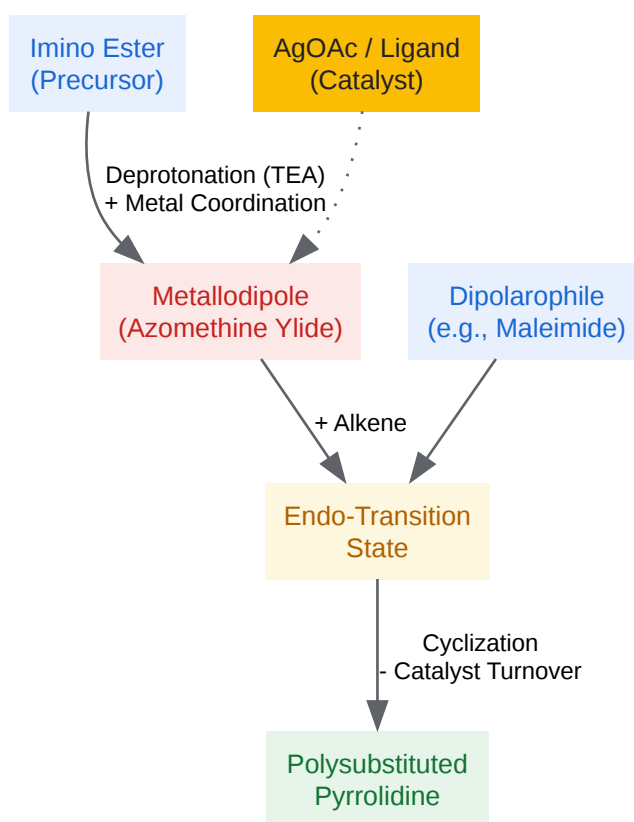 Imino Ester
(Precursor)
AgOAc / Ligand
(Catalyst)
Deprotonation (TEA)
+ Metal Coordination
Metallodipole
(Azomethine Ylide)
Dipolarophile
(e.g., Maleimide)
+ Alkene
Endo-Transition
State
Cyclization
- Catalyst Turnover
Polysubstituted
Pyrrolidine